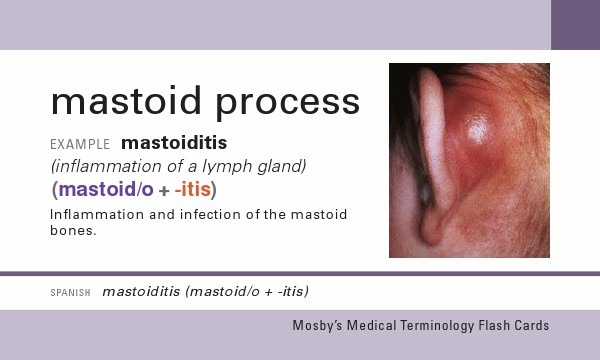 mastoid process
EXAMPLE mastoiditis
(inflammation of a lymph gland)
(mastoid/o + -itis)
Inflammation and infection of the mastoid
bones.
SPANISH mastoiditis (mastoid/o + -itis)
Mosby's Medical Terminology Flash Cards